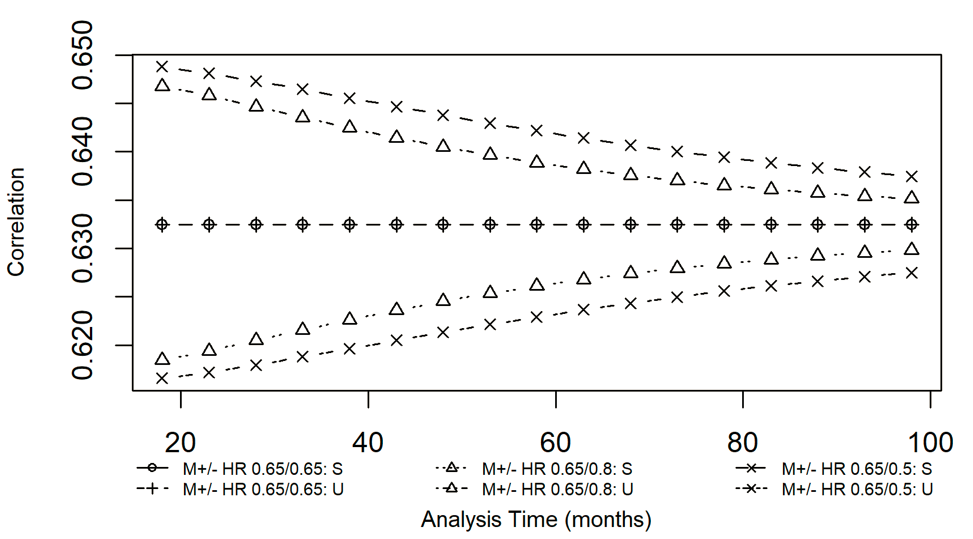 Correlation
0.650
0.640
0.630
0.620
20 40 60 80 100
M+/- HR 0.65/0.65: S M+/- HR 0.65/0.8: S M+/- HR 0.65/0.5: S
M+/- HR 0.65/0.65: U M+/- HR 0.65/0.8: U M+/- HR 0.65/0.5: U
Analysis Time (months)